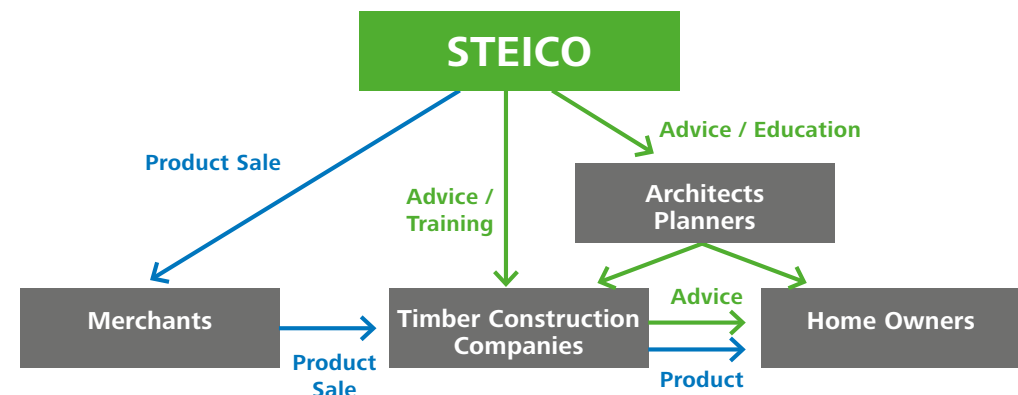 STEICO
Advice / Education
Product Sale
Architects
Planners
Advice /
Training
Advice
Merchants
Timber Construction
Companies
Home Owners
Product
Sale
Product